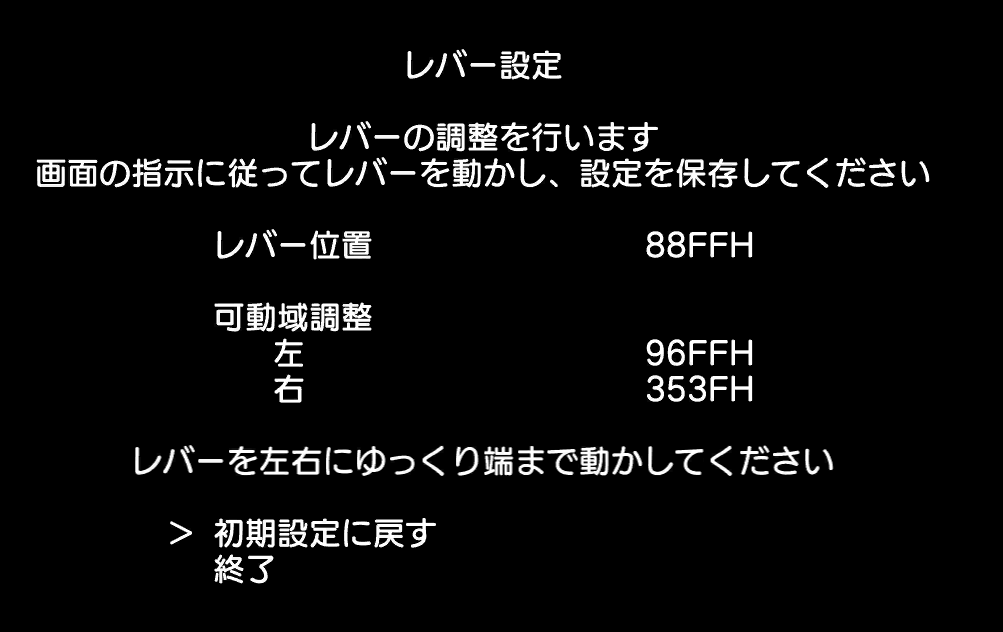 レバー設定
レバーの調整を行います
画面の指示に従ってレバーを動かし、設定を保存してください
レバー位置 88FFH
可動域調整
左 96FFH
右 353FH
レバーを左右にゆっくり端まで動かしてください
＞ 初期設定に戻す
終了